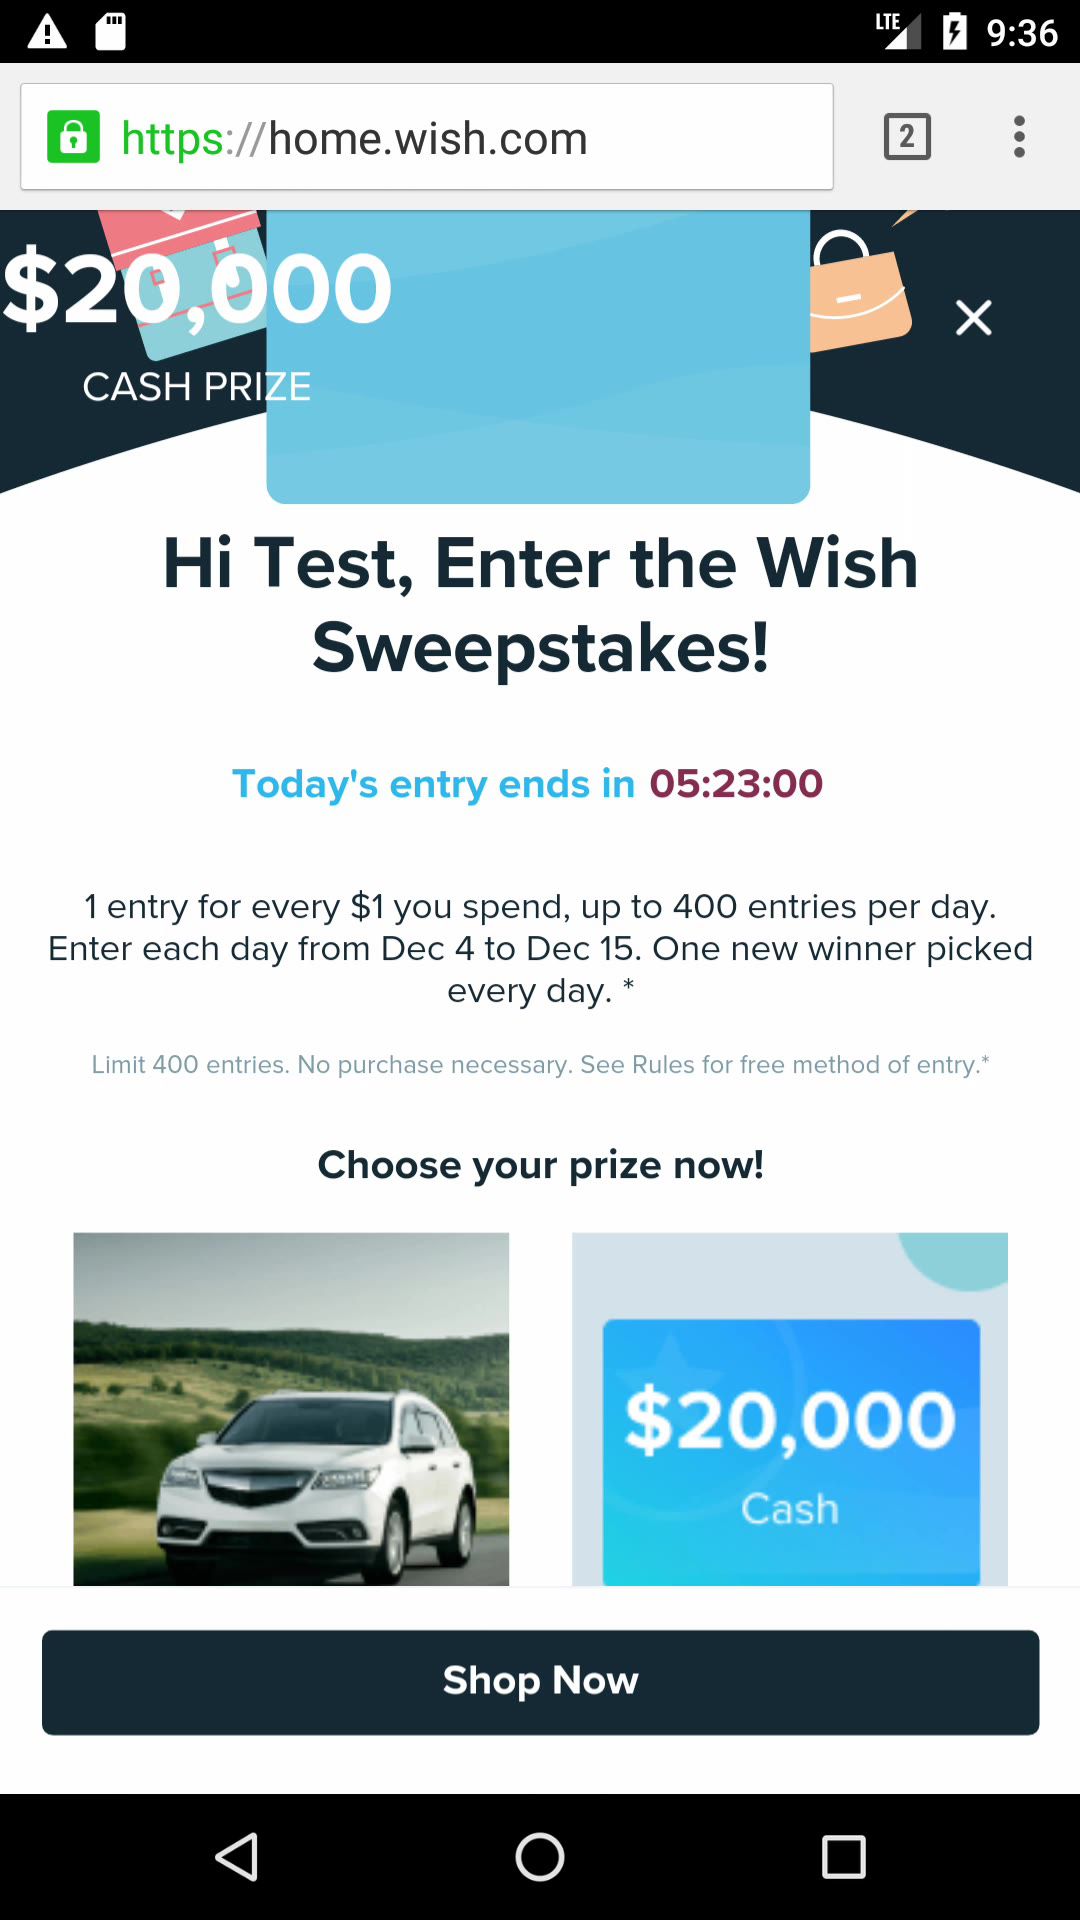 LTE 9:36
https://home.wish.com 2
$20,000
CASH PRIZE
Hi Test, Enter the Wish
Sweepstakes!
Today's entry ends in 05:23:00
1 entry for every $1 you spend, up to 400 entries per day.
Enter each day from Dec 4 to Dec 15. One new winner picked
every day. *
Limit 400 entries. No purchase necessary. See Rules for free method of entry.*
Choose your prize now!
$20,000
Cash
Shop Now